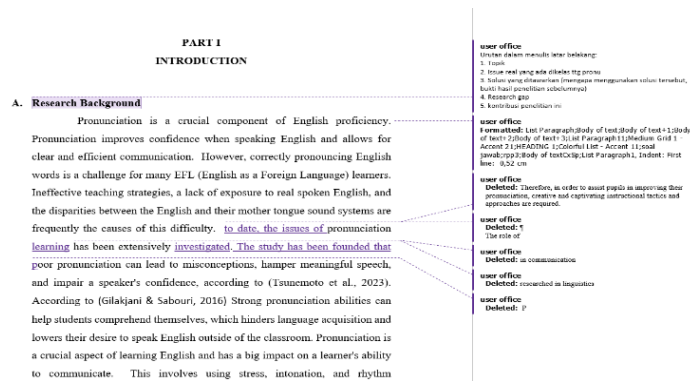 PART I
INTRODUCTION
A. Research Background
Pronunciation is a crucial component of English proficiency.
Pronunciation improves confidence when speaking English and allows for
clear and efficient communication. However, correctly pronouncing English
words is a challenge for many EFL (English as a Foreign Language) learners.
Ineffective teaching strategies, a lack of exposure to real spoken English, and
the disparities between the English and their mother tongue sound systems are
frequently the causes of this difficulty. to date, the issues of pronunciation
learning has been extensively investigated. The study has been founded that
poor pronunciation can lead to misconceptions, hamper meaningful speech,
and impair a speaker's confidence, according to (Tsunemoto et al., 2023).
According to (Gilakjani & Sabouri, 2016) Strong pronunciation abilities can
help students comprehend themselves, which hinders language acquisition and
lowers their desire to speak English outside of the classroom. Pronunciation is
a crucial aspect of learning English and has a big impact on a learner's ability
to communicate. This involves using stress, intonation, and rhythm
user office
Urutan dalam menulis latar belakang:
1. Topik
2. Issue real yang ada dikelas ttg pronu
3. Solusi yang ditawarkan (mengapa menggunakan solusi tersebut,
bukti hasil penelitian sebelumnya)
4. Research gap
5. kontribusi penelitian ini
user office
Formatted: List Paragraph;Body of text;Body of text+1;Body
of text+2;Body of text+3;List Paragraph11;Medium Grid 1 -
Accent 21;HEADING 1;Colorful List - Accent 11;soal
jawab;rpp3;Body of textCxSp;List Paragraph1, Indent: First
line: 0,52 cm
user office
Deleted: Therefore, in order to assist pupils in improving their
pronunciation, creative and captivating instructional tactics and
approaches are required.
user office
Deleted: ¶
The role of
user office
Deleted: in communication
user office
Deleted: researched in linguistics
user office
Deleted: P